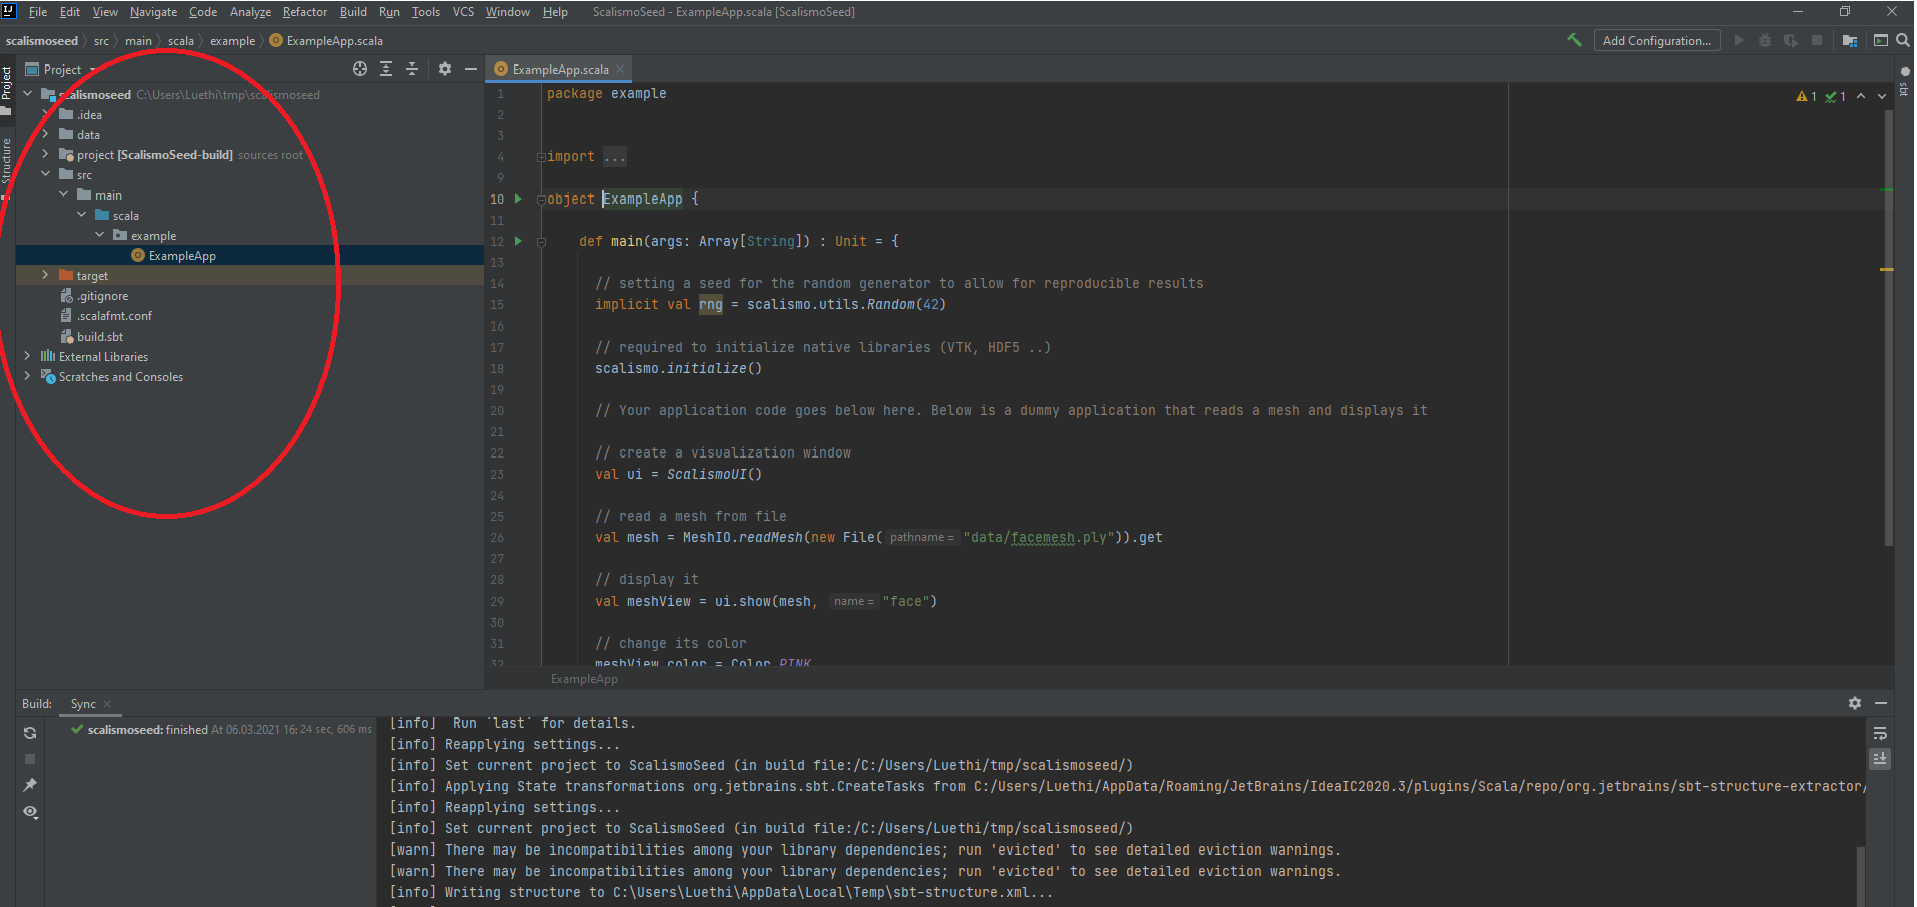 File Edit View Navigate Code Analyze Refactor Build Run Tools VCS Window Help ScalismoSeed - ExampleApp.scala [ScalismoSeed]
scalismoseed src main scala example ExampleApp.scala Add Configuration...
Project
Structure
Project
scalismoseed C:\Users\Luethi\tmp\scalismoseed
.idea
data
project [ScalismoSeed-build] sources root
src
main
scala
example
ExampleApp
target
.gitignore
.scalafmt.conf
build.sbt
External Libraries
Scratches and Consoles
ExampleApp.scala
1 package example
2
3
4 import ...
9
10 object ExampleApp {
11
12 def main(args: Array[String]) : Unit = {
13
14 // setting a seed for the random generator to allow for reproducible results
15 implicit val rng = scalismo.utils.Random(42)
16
17 // required to initialize native libraries (VTK, HDF5 ..)
18 scalismo.initialize()
19
20 // Your application code goes below here. Below is a dummy application that reads a mesh and displays it
21
22 // create a visualization window
23 val ui = ScalismoUI()
24
25 // read a mesh from file
26 val mesh = MeshIO.readMesh(new File( pathname = "data/facemesh.ply")).get
27
28 // display it
29 val meshView = ui.show(mesh, name = "face")
30
31 // change its color
32 meshView.color = Color.PINK
1 1
sbt
ExampleApp
Build: Sync
scalismoseed: finished At 06.03.2021 16: 24 sec, 606 ms
[info] Run `last` for details.
[info] Reapplying settings...
[info] Set current project to ScalismoSeed (in build file:/C:/Users/Luethi/tmp/scalismoseed/)
[info] Applying State transformations org.jetbrains.sbt.CreateTasks from C:/Users/Luethi/AppData/Roaming/JetBrains/IdeaIC2020.3/plugins/Scala/repo/org.jetbrains/sbt-structure-extractor/
[info] Reapplying settings...
[info] Set current project to ScalismoSeed (in build file:/C:/Users/Luethi/tmp/scalismoseed/)
[warn] There may be incompatibilities among your library dependencies; run 'evicted' to see detailed eviction warnings.
[warn] There may be incompatibilities among your library dependencies; run 'evicted' to see detailed eviction warnings.
[info] Writing structure to C:\Users\Luethi\AppData\Local\Temp\sbt-structure.xml...